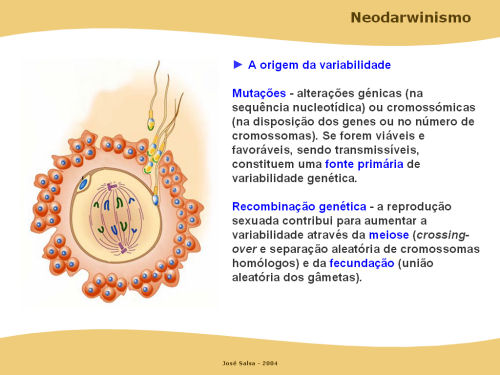 Neodarwinismo
► A origem da variabilidade
Mutações - alterações génicas (na
sequência nucleotídica) ou cromossómicas
(na disposição dos genes ou no número de
cromossomas). Se forem viáveis e
favoráveis, sendo transmissíveis,
constituem uma fonte primária de
variabilidade genética.
Recombinação genética - a reprodução
sexuada contribui para aumentar a
variabilidade através da meiose (crossing-
over e separação aleatória de cromossomas
homólogos) e da fecundação (união
aleatória dos gâmetas).
José Salsa - 2004